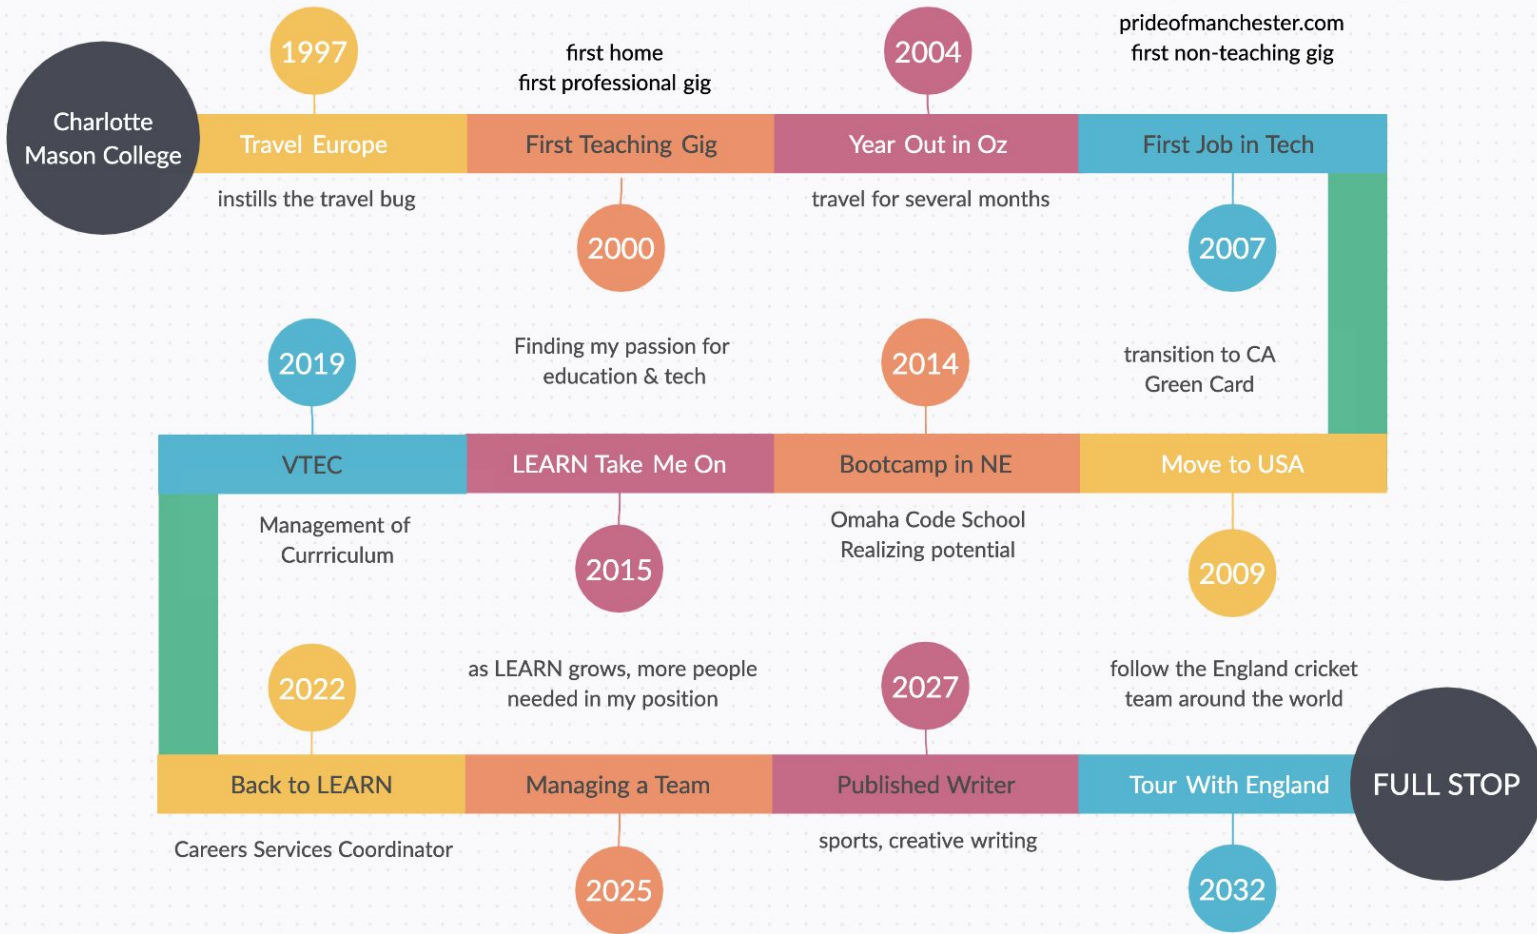 Charlotte
Mason College
1997
Travel Europe
instills the travel bug
first home
first professional gig
First Teaching Gig
2000
2004
Year Out in Oz
travel for several months
prideofmanchester.com
first non-teaching gig
First Job in Tech
2007
transition to CA
Green Card
Move to USA
2009
2014
Bootcamp in NE
Omaha Code School
Realizing potential
Finding my passion for
education & tech
LEARN Take Me On
2015
2019
VTEC
Management of
Currriculum
2022
Back to LEARN
Careers Services Coordinator
as LEARN grows, more people
needed in my position
Managing a Team
2025
2027
Published Writer
sports, creative writing
follow the England cricket
team around the world
Tour With England
2032
FULL STOP